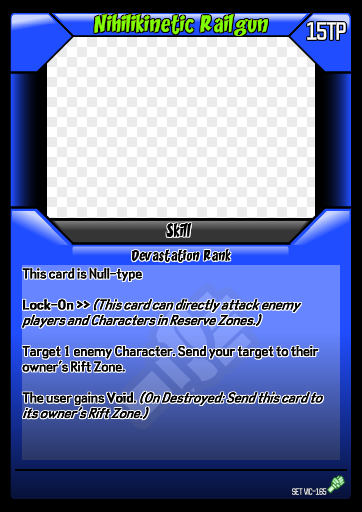 Nihilikinetic Railgun
15TP
Skill
Devastation Rank
This card is Null-type
Lock-On >> (This card can directly attack enemy
players and Characters in Reserve Zones.)
Target 1 enemy Character. Send your target to their
owner's Rift Zone.
The user gains Void. (On Destroyed: Send this card to
its owner's Rift Zone.)
SET VIC-165